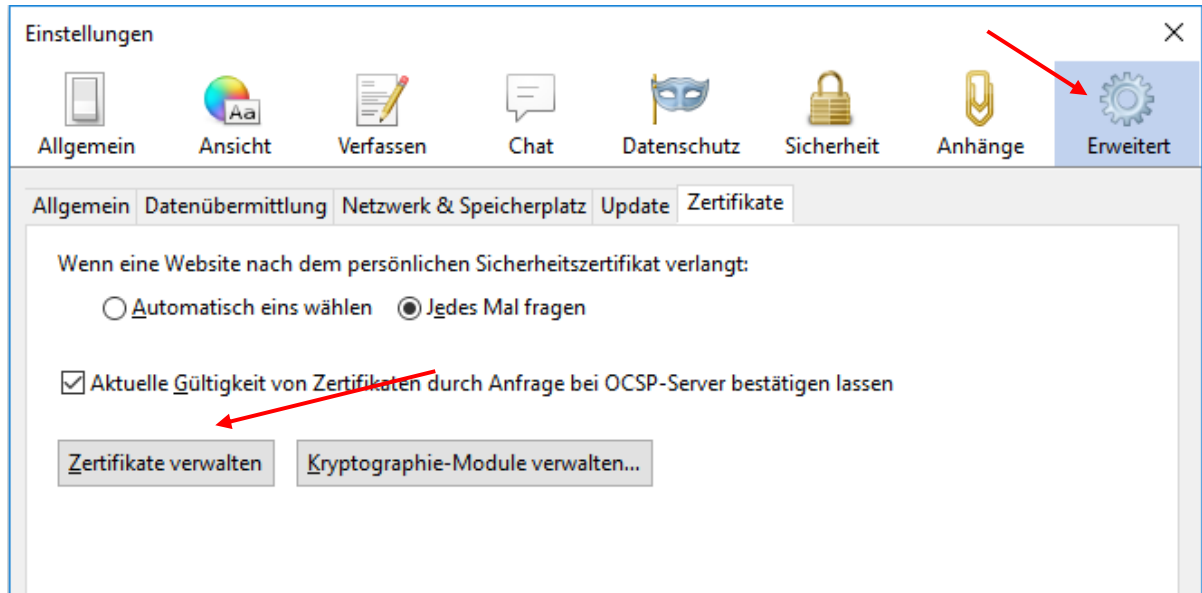 Einstellungen
Aa
Allgemein Ansicht Verfassen Chat Datenschutz Sicherheit Anhänge Erweitert
Allgemein Datenübermittlung Netzwerk & Speicherplatz Update Zertifikate
Wenn eine Website nach dem persönlichen Sicherheitszertifikat verlangt:
Automatisch eins wählen Jedes Mal fragen
Aktuelle Gültigkeit von Zertifikaten durch Anfrage bei OCSP-Server bestätigen lassen
Zertifikate verwalten Kryptographie-Module verwalten...